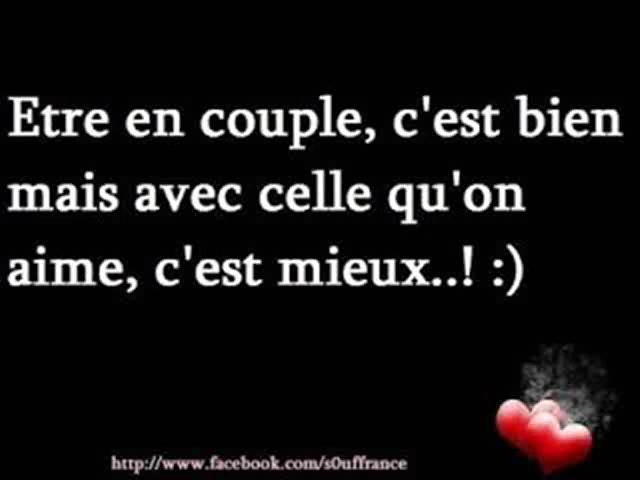 Etre en couple, c'est bien
mais avec celle qu'on
aime, c'est mieux..! :)
http://www.facebook.com/s0uffrance